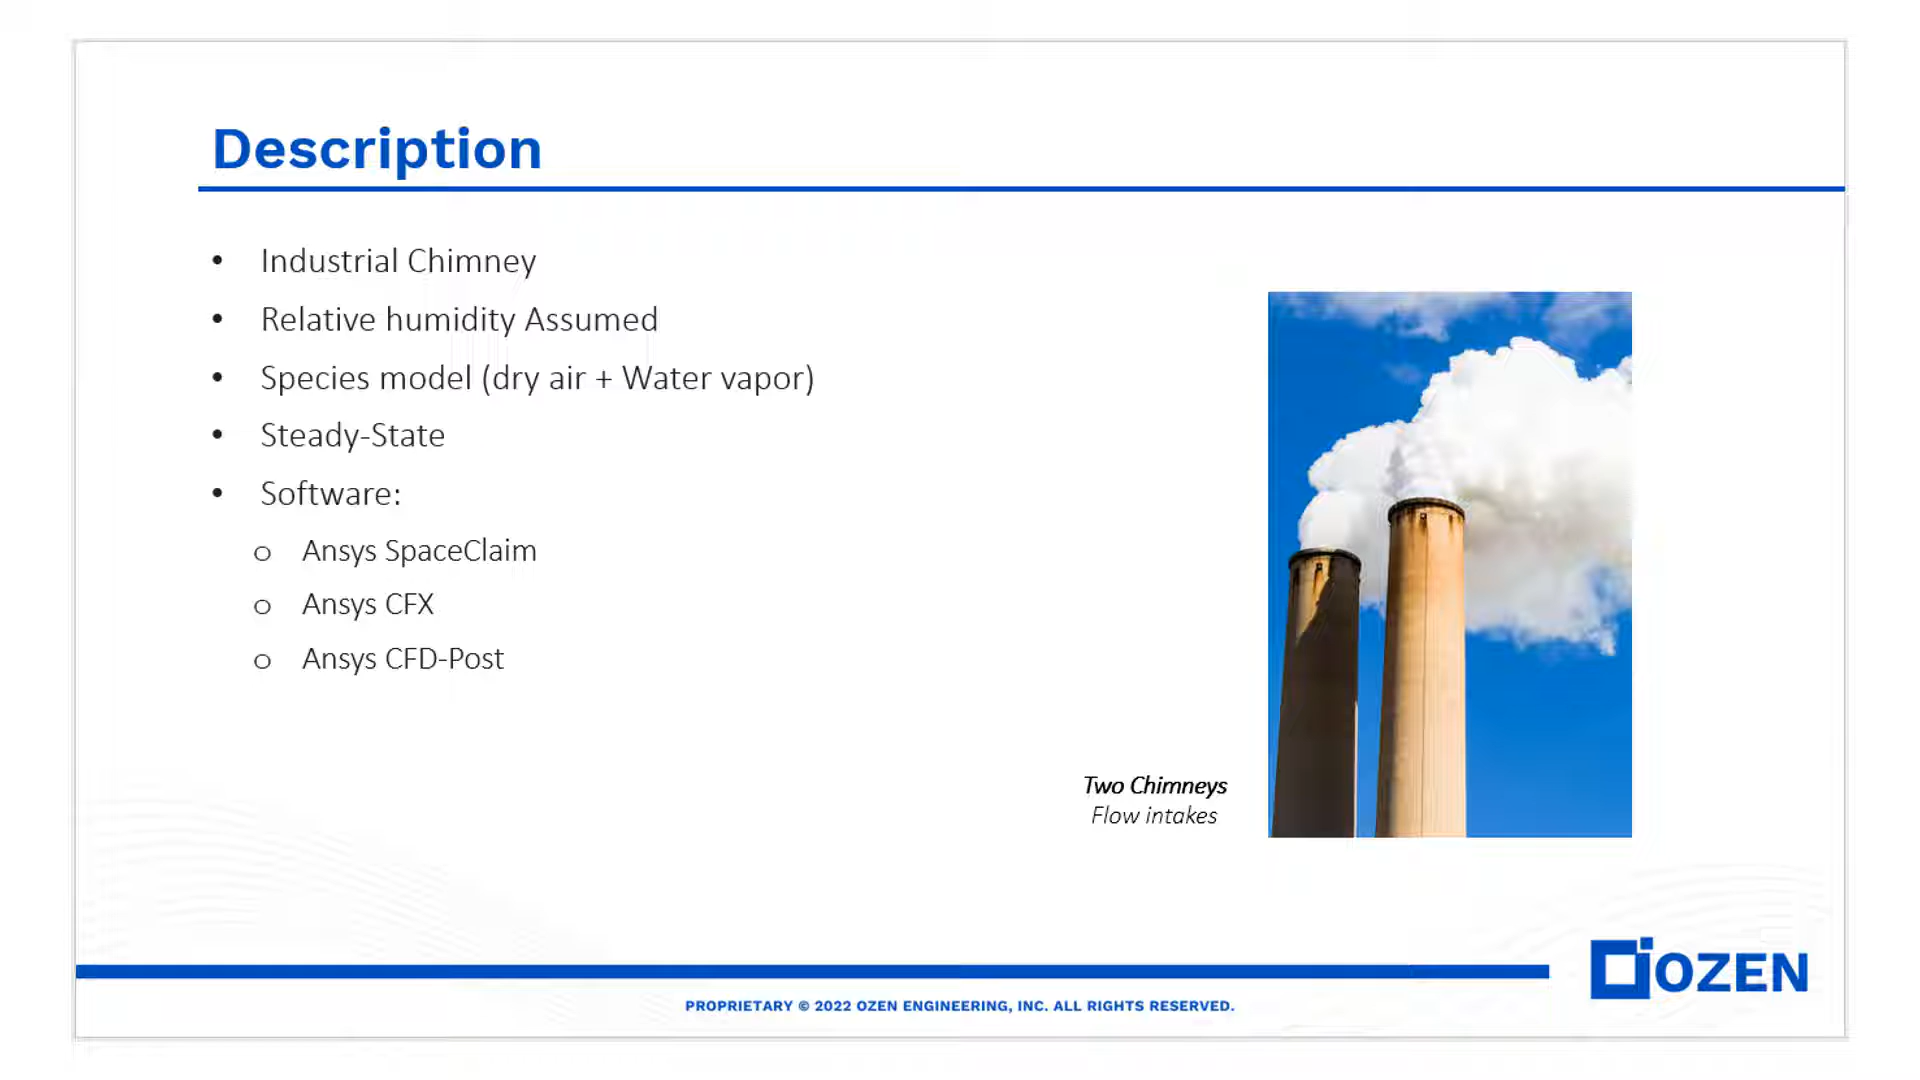 Description
• Industrial Chimney
• Relative humidity Assumed
• Species model (dry air + Water vapor)
• Steady-State
• Software:
o Ansys SpaceClaim
o Ansys CFX
o Ansys CFD-Post
Two Chimneys
Flow intakes
OZEN
PROPRIETARY © 2022 OZEN ENGINEERING, INC. ALL RIGHTS RESERVED.